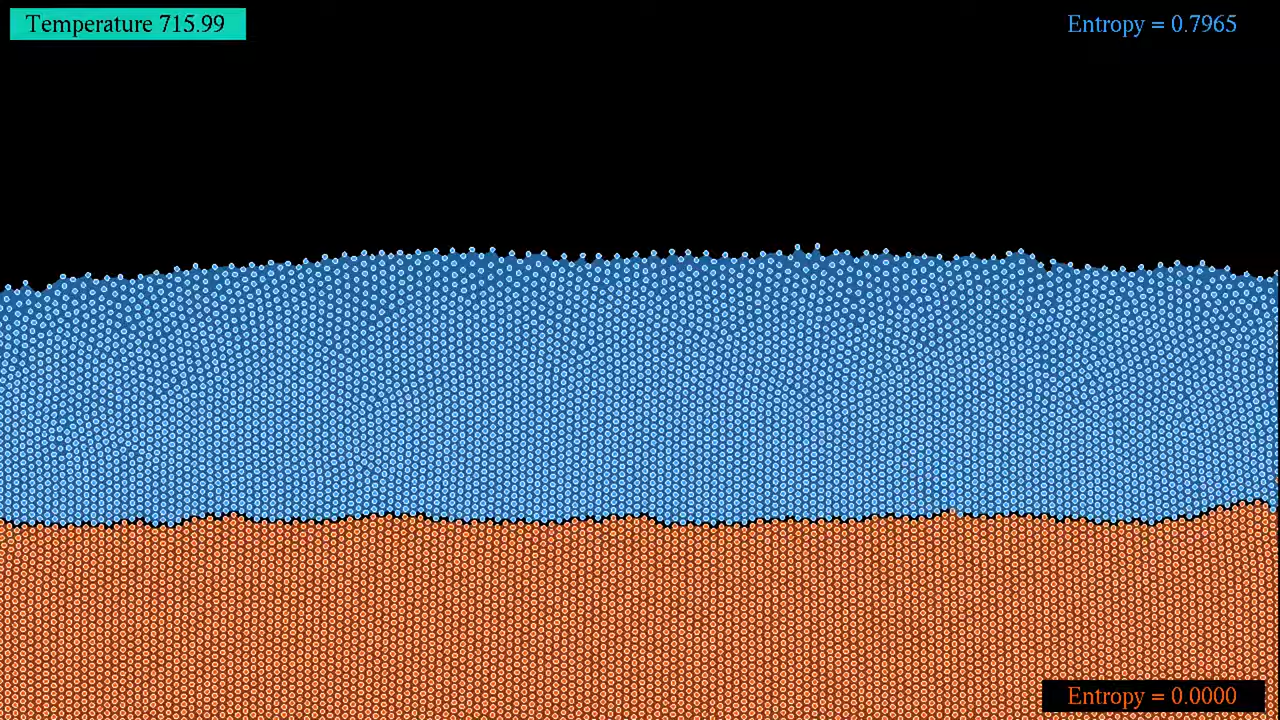 Temperature 715.99
Entropy = 0.7965
Entropy = 0.0000